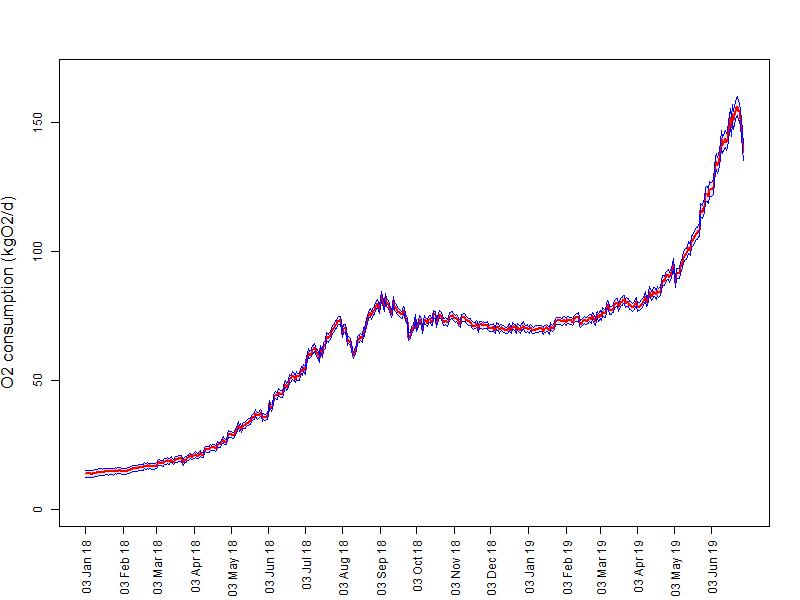 O2 consumption (kgO2/d)
150
100
50
0
03 Jan 18
03 Feb 18
03 Mar 18
03 Apr 18
03 May 18
03 Jun 18
03 Jul 18
03 Aug 18
03 Sep 18
03 Oct 18
03 Nov 18
03 Dec 18
03 Jan 19
03 Feb 19
03 Mar 19
03 Apr 19
03 May 19
03 Jun 19